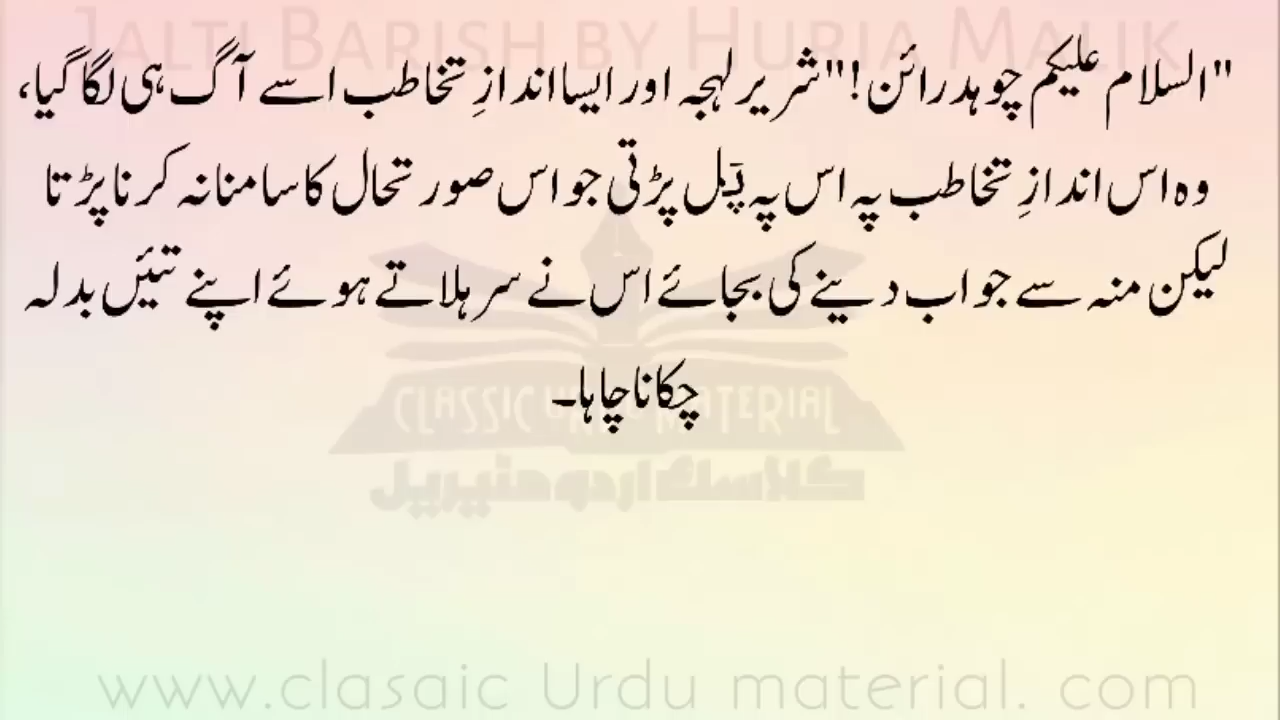 JALTI BARISH BY HURIA MALIK
"السلام علیکم چوہدرائن!"شریر لہجہ اور ایسا اندازِ تخاطب اسے آگ ہی لگا گیا،
وہ اس اندازِ تخاطب پہ اس پہ پَل پڑتی جو اس صورتحال کا سامنا نہ کرنا پڑتا
لیکن منہ سے جواب دینے کی بجائے اس نے سر ہلاتے ہوئے اپنے تئیں بدلہ
چکانا چاہا۔
CLASSIC URDU MATERIAL
کلاسک اردو میٹیریل
www.clasaic Urdu material. com